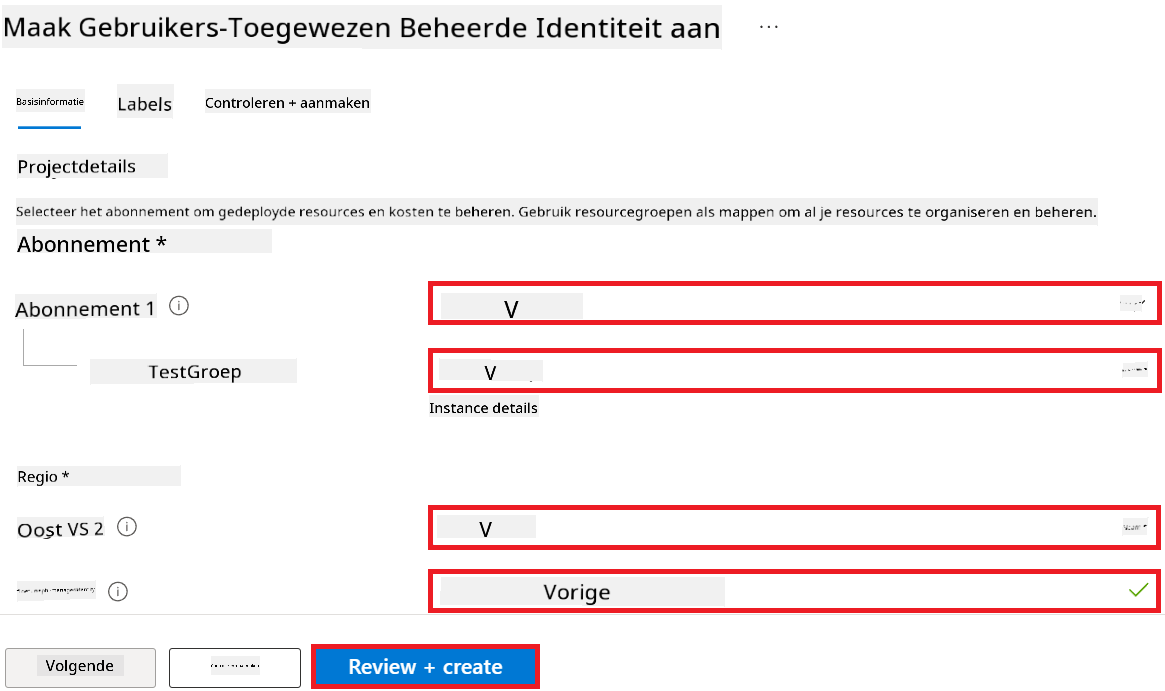 Maak Gebruikers-Toegewezen Beheerde Identiteit aan ...
Basisinformatie Labels Controleren + aanmaken
Projectdetails
Selecteer het abonnement om gedeployde resources en kosten te beheren. Gebruik resourcegroepen als mappen om al je resources te organiseren en beheren.
Abonnement *
Abonnement 1 V
TestGroep V
Instance details
Regio *
Oost VS 2 V
Vorige
Volgende Review + create